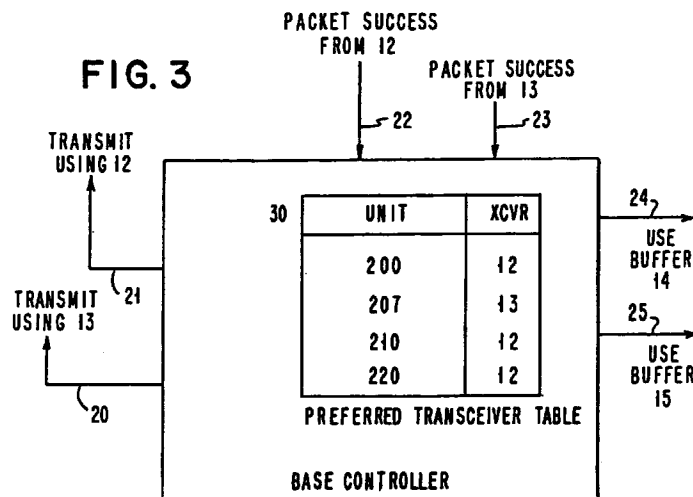 PACKET SUCCESS
FROM 12
FIG. 3
PACKET SUCCESS
FROM 13
22
23
TRANSMIT
USING 12
30
UNIT XCVR
200 12
207 13
210 12
220 12
PREFERRED TRANSCEIVER TABLE
24
USE
BUFFER
14
21
TRANSMIT
USING 13
25
USE
BUFFER
15
20
BASE CONTROLLER